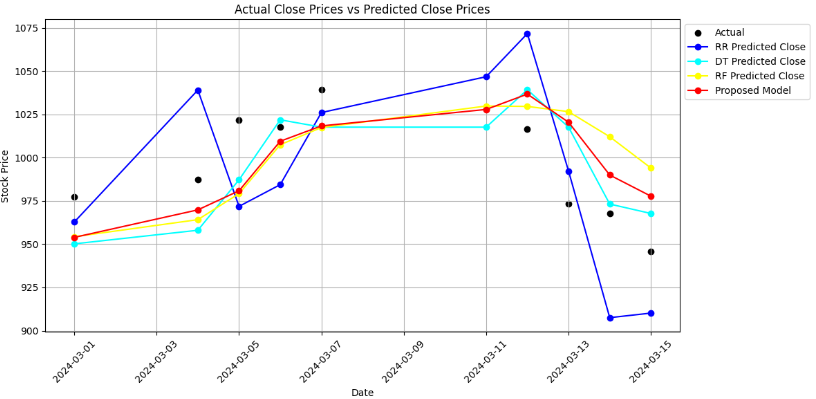 Actual Close Prices vs Predicted Close Prices
1075
1050
1025
1000
975
950
925
900
Stock Price
2024-03-01
2024-03-03
2024-03-05
2024-03-07
2024-03-09
2024-03-11
2024-03-13
2024-03-15
Date
Actual
RR Predicted Close
DT Predicted Close
RF Predicted Close
Proposed Model